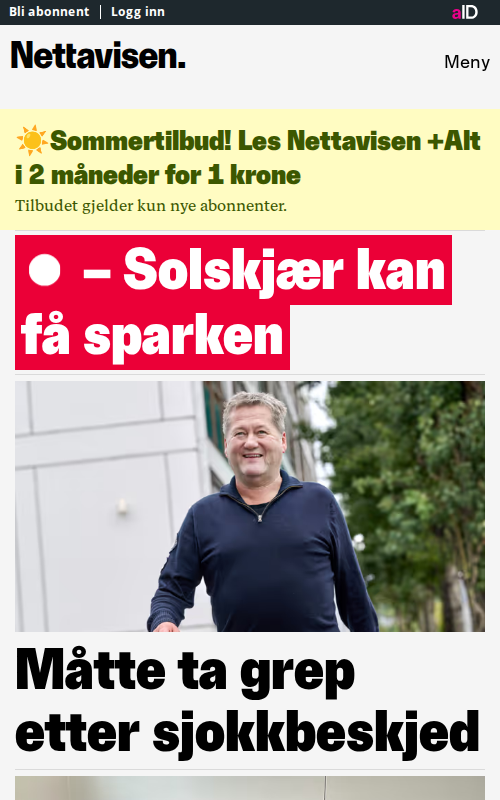 Bli abonnent
Logg inn
aID
Nettavisen.
Meny
Sommertilbud! Les Nettavisen +Alt
i 2 måneder for 1 krone
Tilbudet gjelder kun nye abonnenter.
– Solskjær kan
få sparken
Måtte ta grep
etter sjokkbeskjed